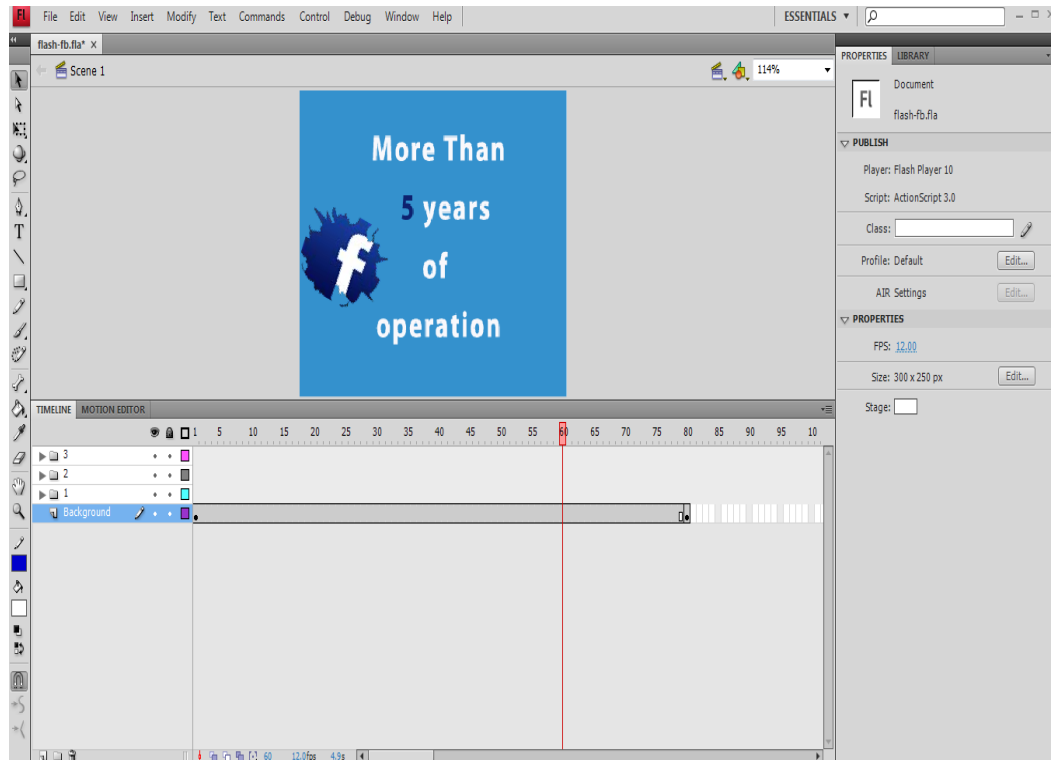 Fl File Edit View Insert Modify Text Commands Control Debug Window Help ESSENTIALS
flash-fb.fla* X
Scene 1 114%
More Than
5 years
of
operation
f
PROPERTIES LIBRARY
Fl Document
flash-fb.fla
PUBLISH
Player: Flash Player 10
Script: ActionScript 3.0
Class:
Profile: Default Edit...
AIR Settings Edit...
PROPERTIES
FPS: 12.00
Size: 300 x 250 px Edit...
Stage:
TIMELINE MOTION EDITOR
1 5 10 15 20 25 30 35 40 45 50 55 60 65 70 75 80 85 90 95 10
3
2
1
Background
60 12.0fps 4.9s
T